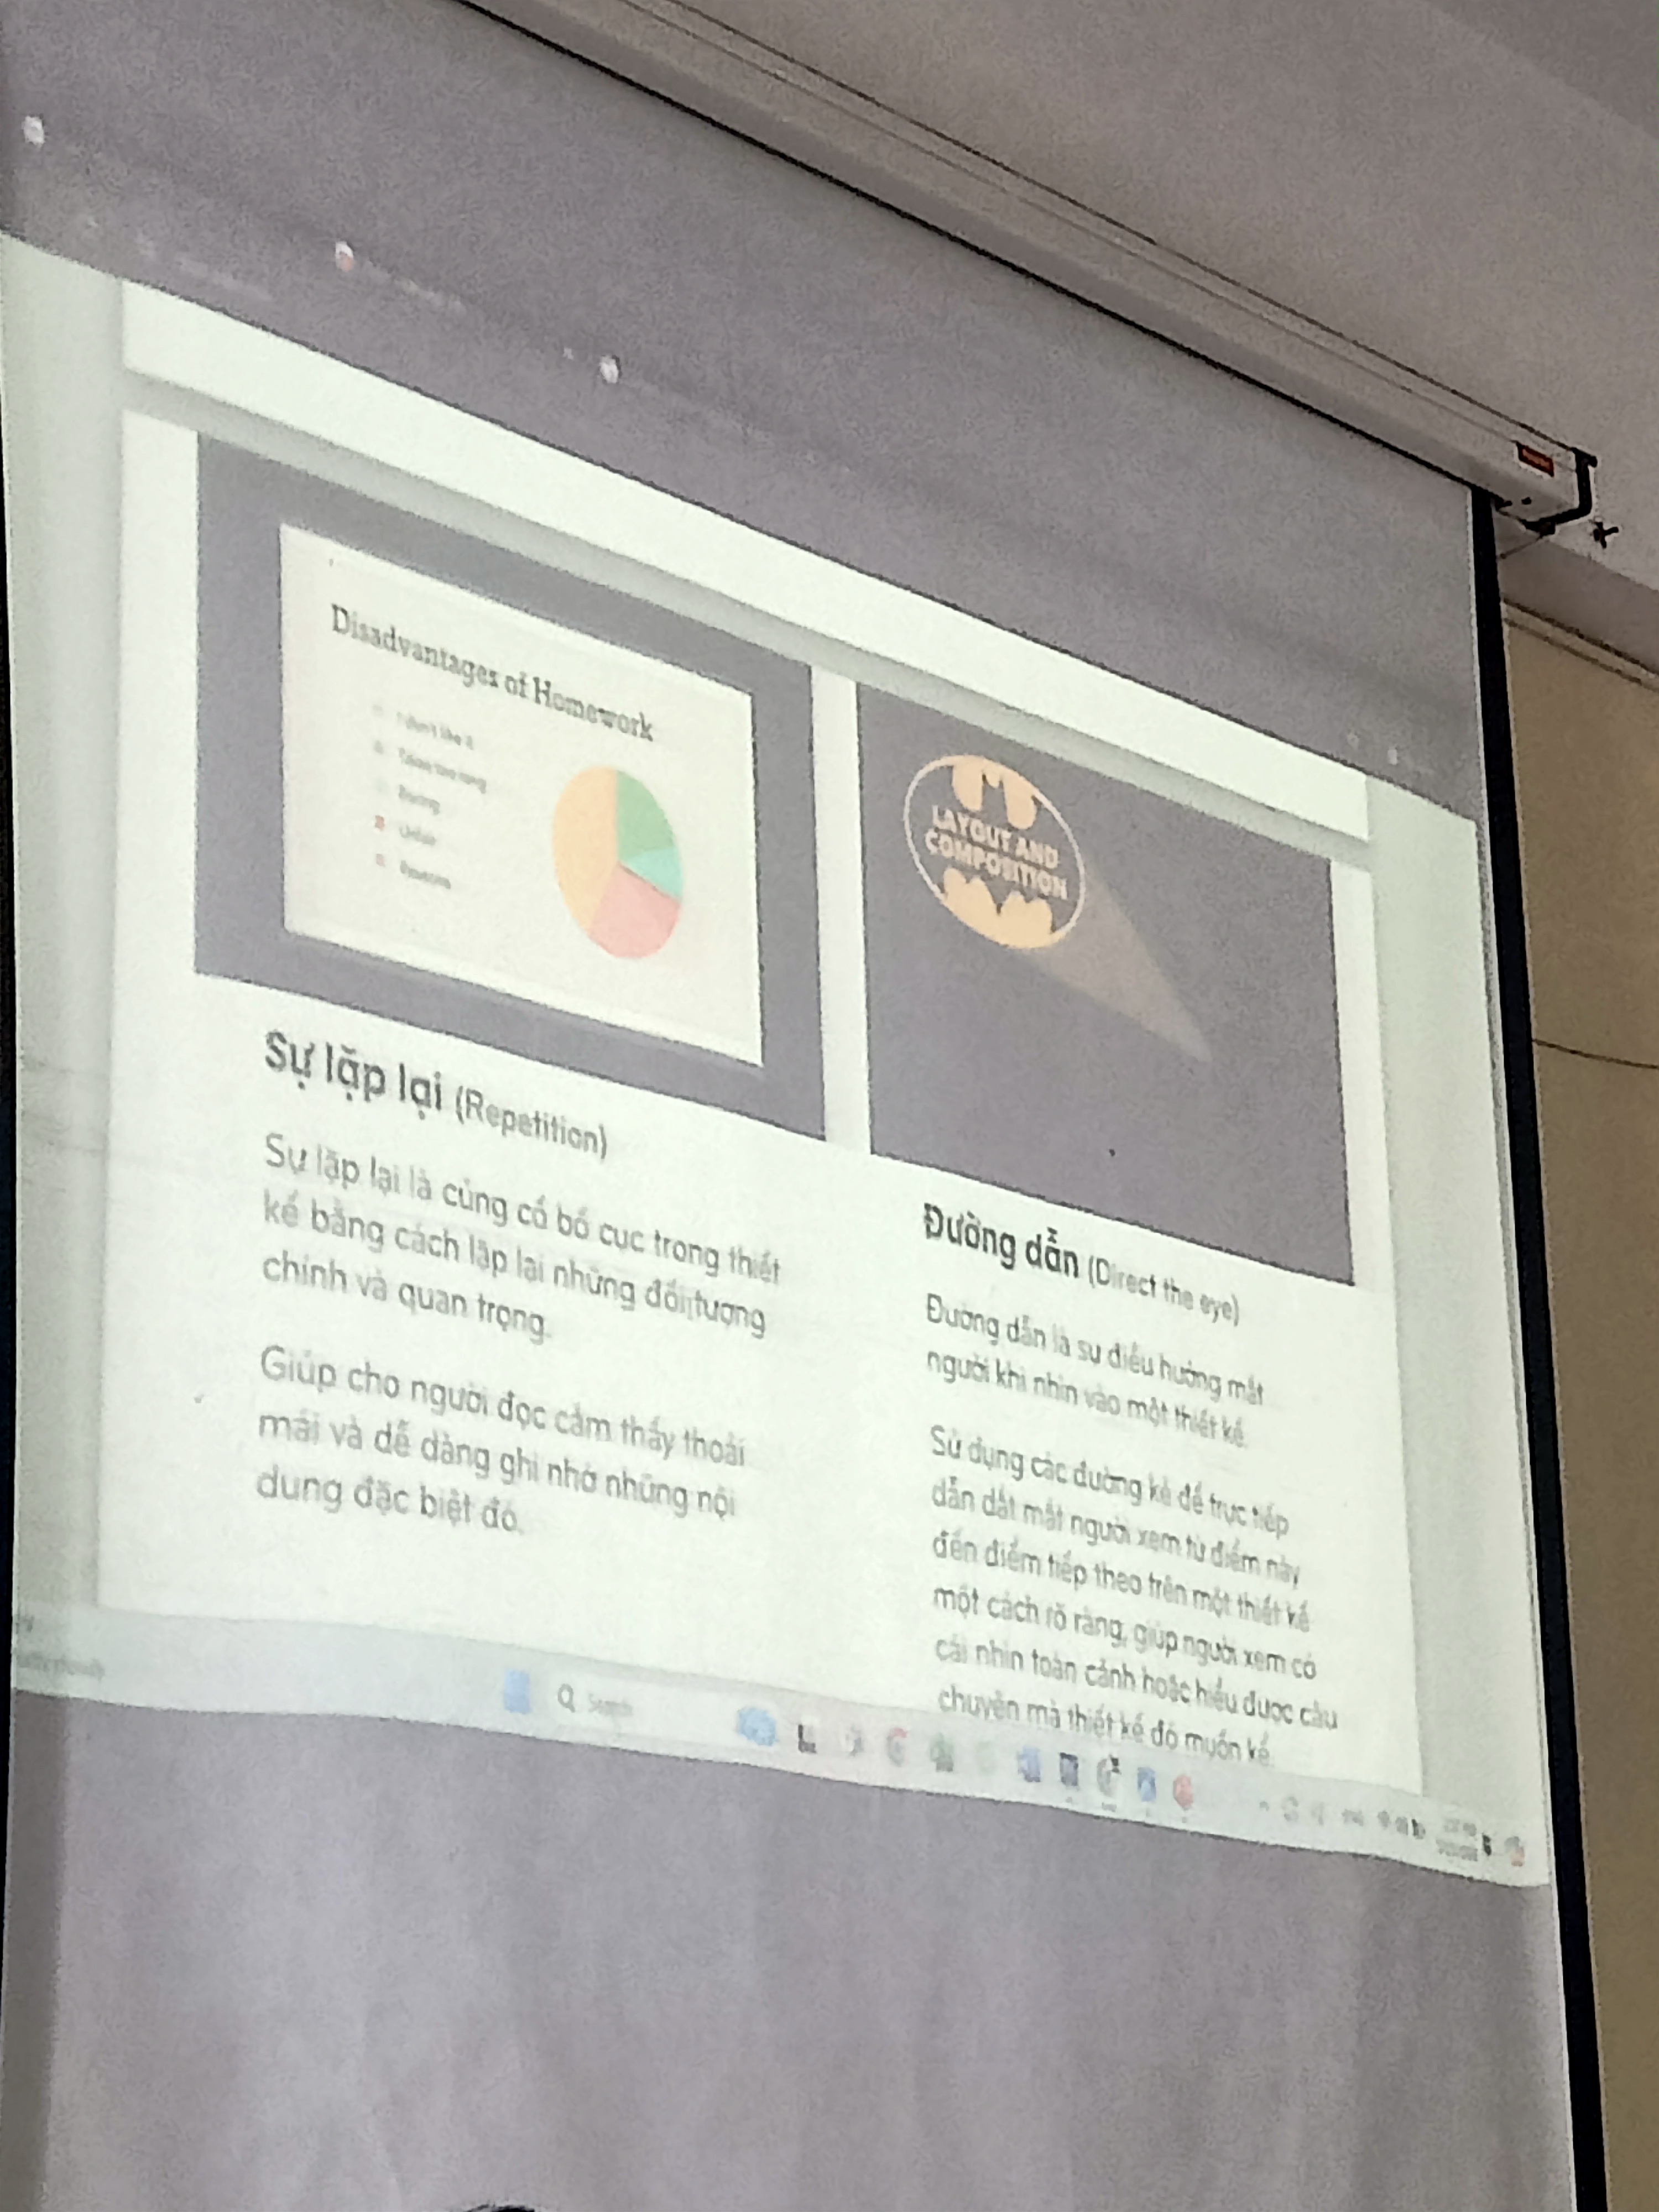 Disadvantages of Homework
I don't like it
Takes too long
Boring
Unfair
LAYOUT AND
COMPOSITION
Sự lặp lại (Repetition)
Sự lặp lại là củng cố bố cục trong thiết
kế bằng cách lặp lại những đối tượng
chính và quan trọng.
Giúp cho người đọc cảm thấy thoải
mái và dễ dàng ghi nhớ những nội
dung đặc biệt đó.
Đường dẫn (Direct the eye)
Đường dẫn là sự điều hướng mắt
người khi nhìn vào một thiết kế.
Sử dụng các đường kẻ để trực tiếp
dẫn dắt mắt người xem từ điểm này
đến điểm tiếp theo trên một thiết kế
một cách rõ ràng, giúp người xem có
cái nhìn toàn cảnh hoặc hiểu được câu
chuyện mà thiết kế đó muốn kể.
Search